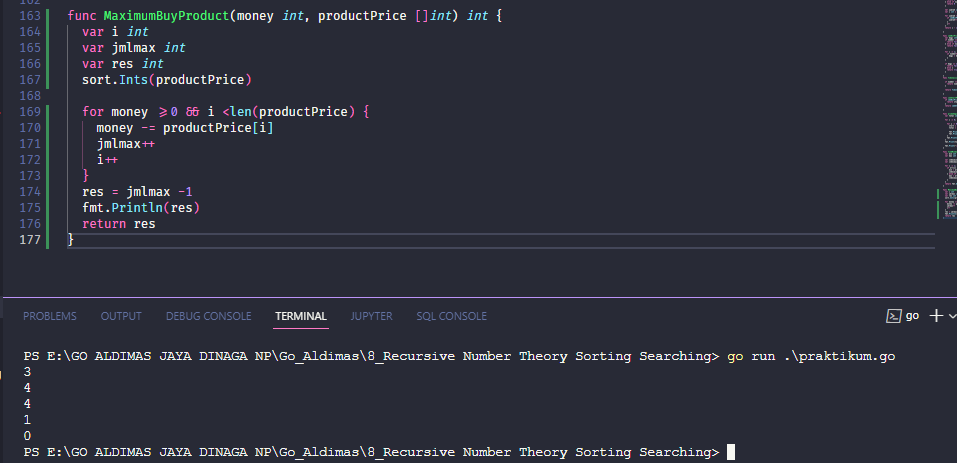 162
163 func MaximumBuyProduct(money int, productPrice []int) int {
164   var i int
165   var jmlmax int
166   var res int
167   sort.Ints(productPrice)
168
169   for money >=0 && i <len(productPrice) {
170     money -= productPrice[i]
171     jmlmax++
172     i++
173   }
174   res = jmlmax -1
175   fmt.Println(res)
176   return res
177 }
PROBLEMS OUTPUT DEBUG CONSOLE TERMINAL JUPYTER SQL CONSOLE go
PS E:\GO ALDIMAS JAYA DINAGA NP\Go_Aldimas\8_Recursive Number Theory Sorting Searching> go run .\praktikum.go
3
4
4
1
0
PS E:\GO ALDIMAS JAYA DINAGA NP\Go_Aldimas\8_Recursive Number Theory Sorting Searching>